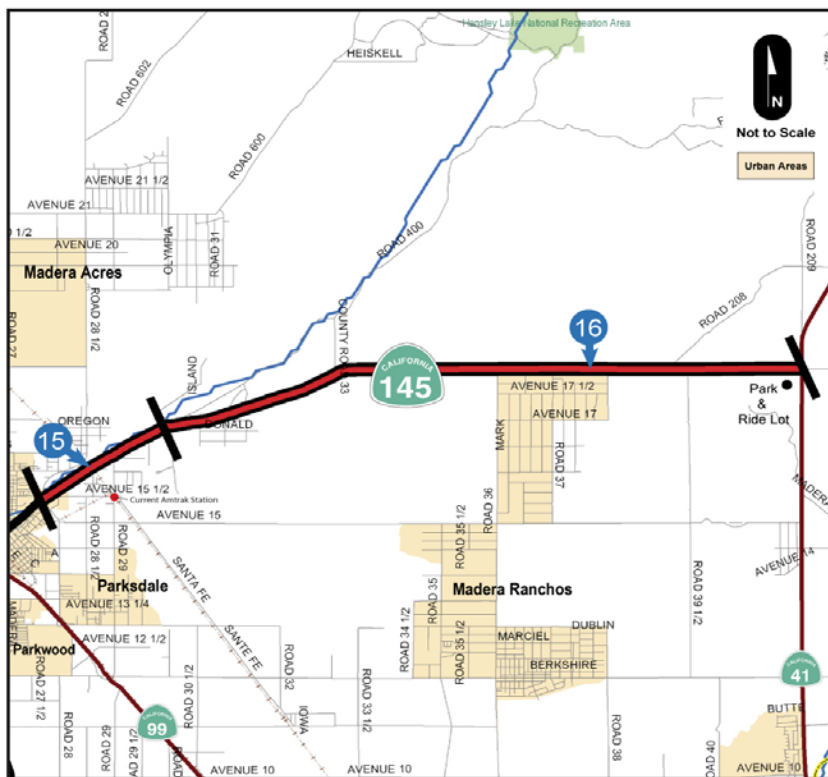 Hensley Lake National Recreation Area
HEISKELL
ROAD 602
ROAD 600
N
Not to Scale
Urban Areas
AVENUE 21 1/2
AVENUE 21
AVENUE 20
OLYMPIA
ROAD 31
Madera Acres
ROAD 28 1/2
ROAD 27
ROAD 400
ROAD 209
ROAD 208
COUNTY ROAD 33
ISLAND
16
CALIFORNIA
145
AVENUE 17 1/2
AVENUE 17
Park
&
Ride Lot
MARK
ROAD 37
OREGON
DONALD
15
AVENUE 15 1/2
Current Amtrak Station
AVENUE 15
ROAD 36
ROAD 35 1/2
SANTA FE
SANTE FE
ROAD 28 1/2
ROAD 29
Parksdale
AVENUE 13 1/4
Madera Ranchos
ROAD 35
ROAD 34 1/2
ROAD 35 1/2
ROAD 39 1/2
AVENUE 14
MADERA
DUBLIN
MARCIEL
BERKSHIRE
AVENUE 12 1/2
Parkwood
ROAD 27 1/2
ROAD 28
ROAD 29
ROAD 30 1/2
ROAD 32
IOWA
ROAD 33 1/2
ROAD 38
ROAD 40
CALIFORNIA
41
CALIFORNIA
99
BUTTE
AVENUE 10
AVENUE 10
AVENUE 10